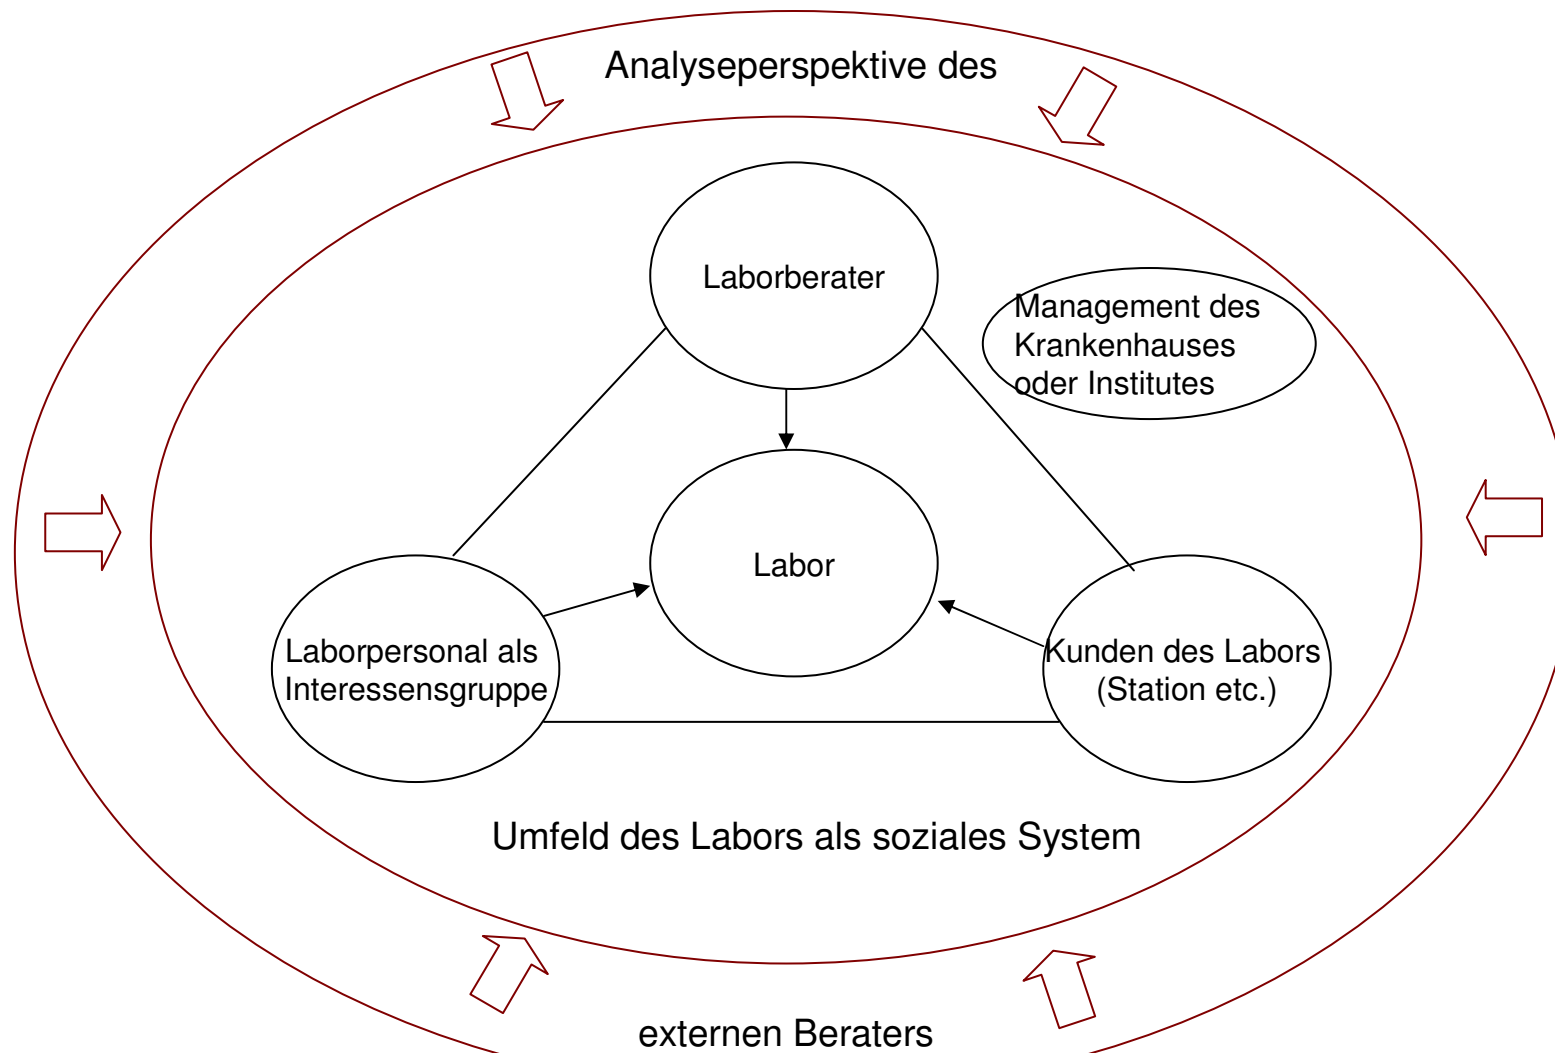 Analyseperspektive des
Laborberater
Management des
Krankenhauses
oder Institutes
Labor
Laborpersonal als
Interessensgruppe
Kunden des Labors
(Station etc.)
Umfeld des Labors als soziales System
externen Beraters